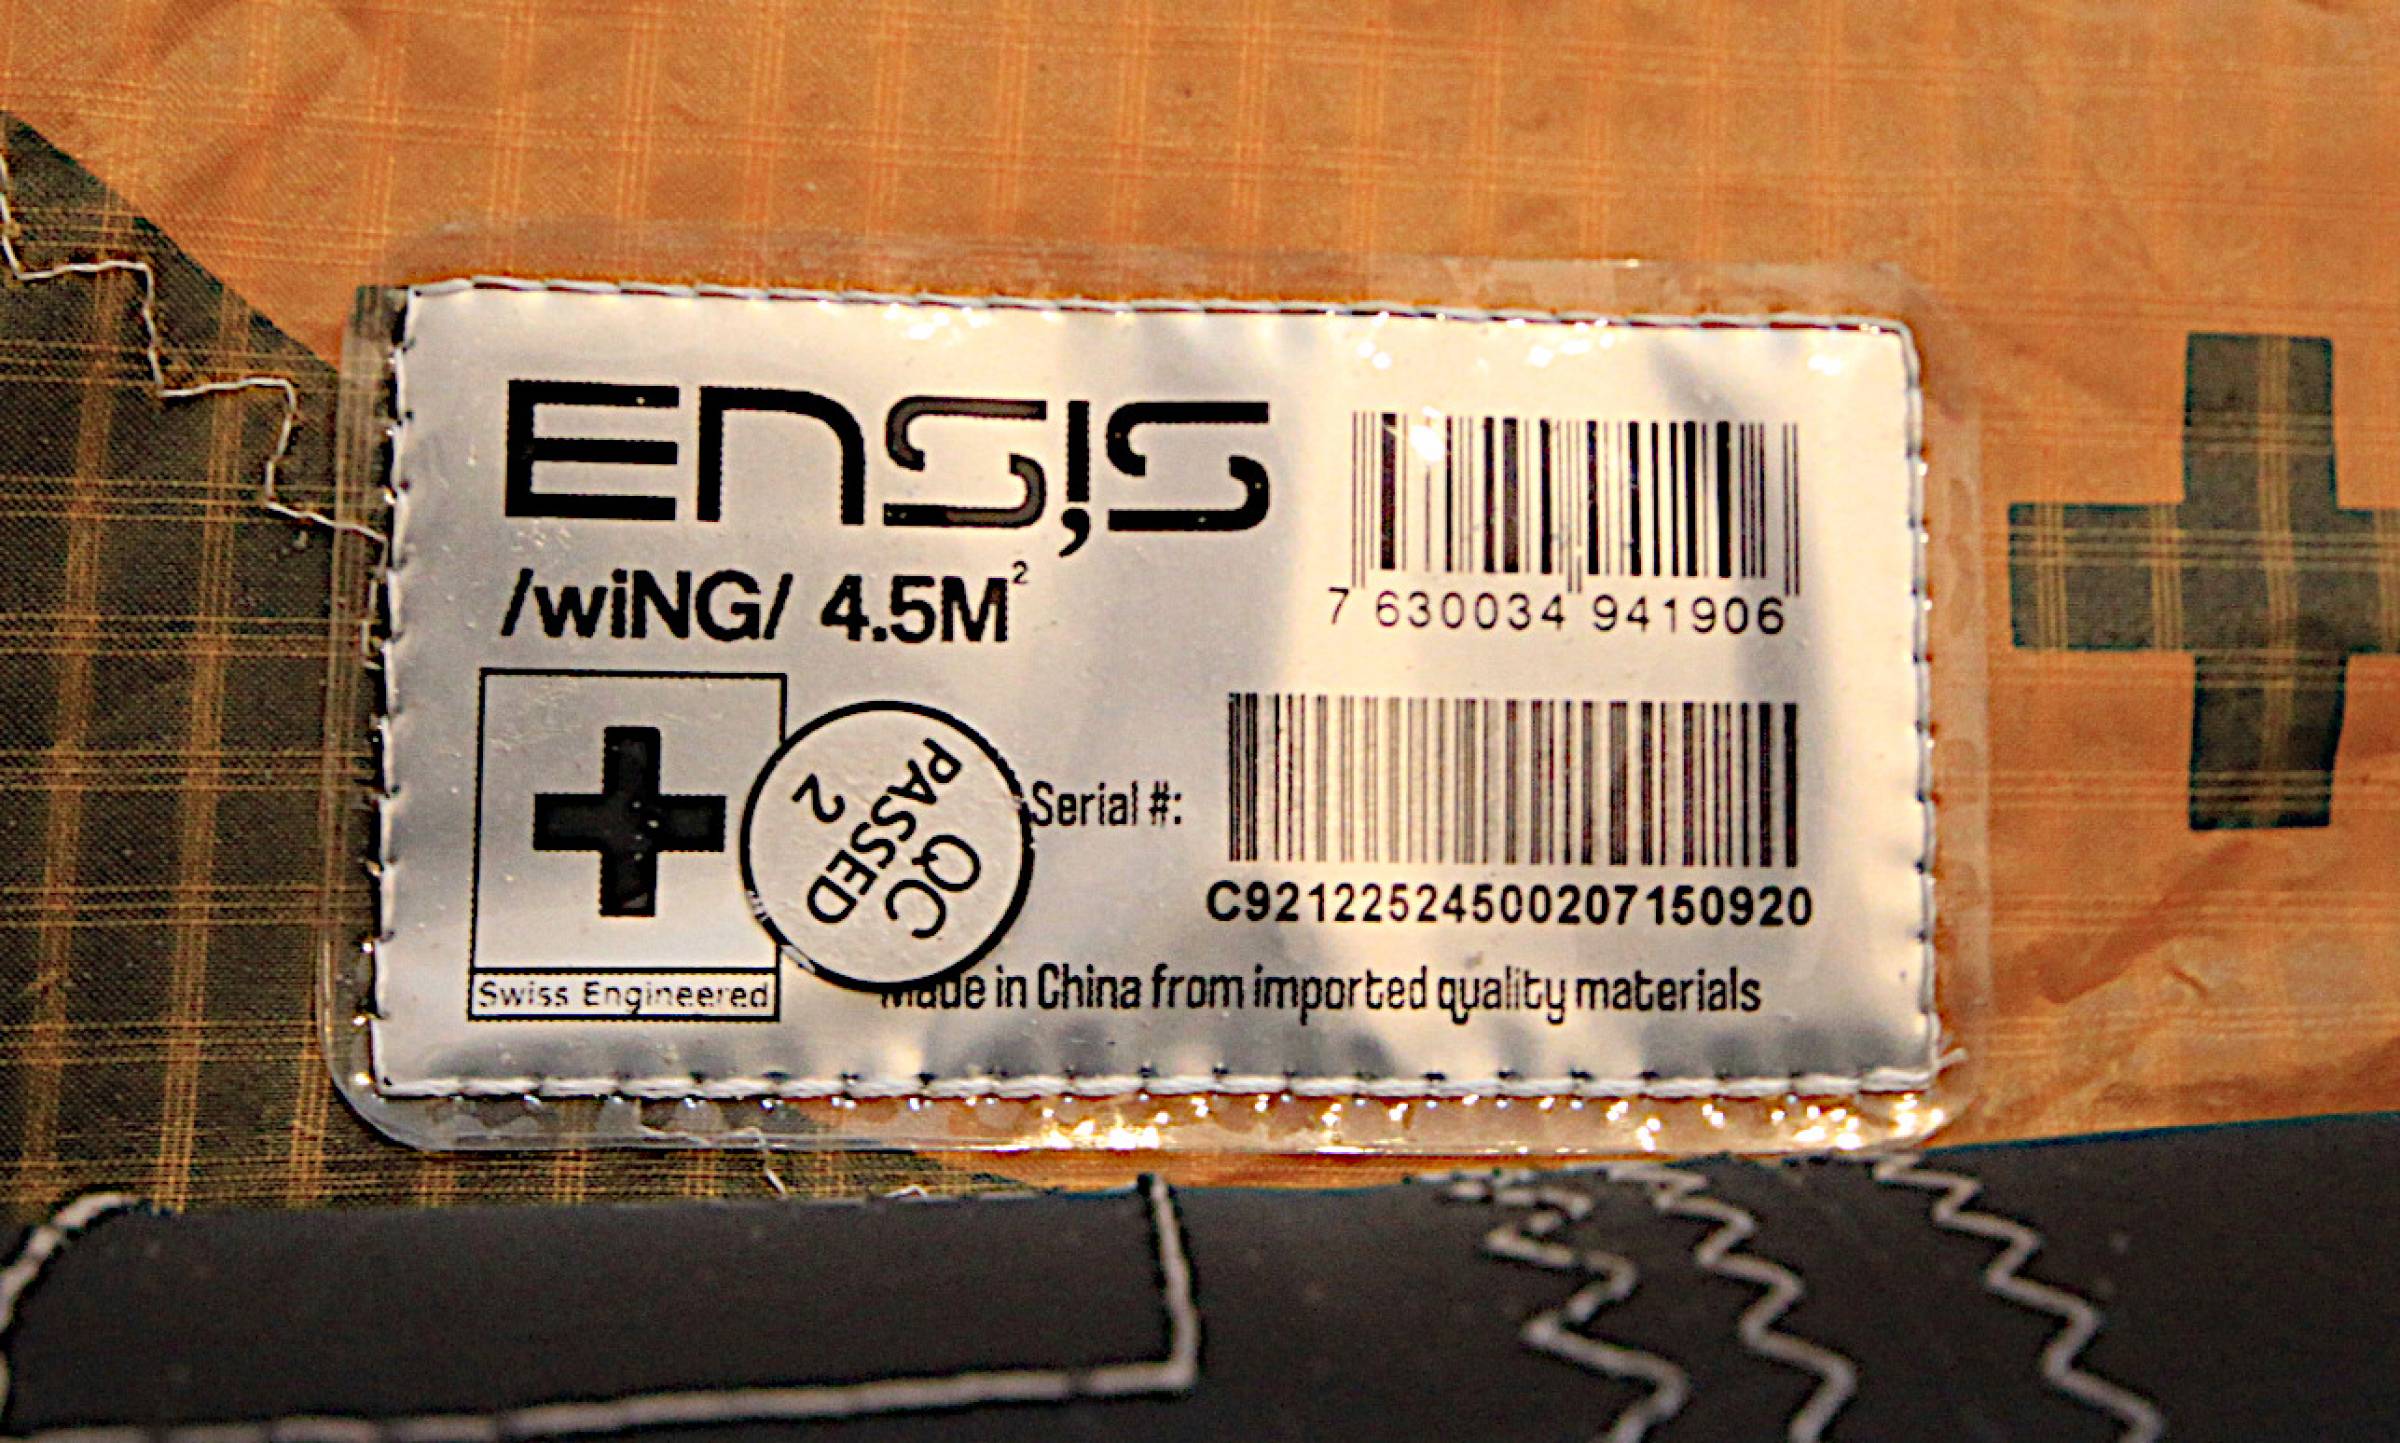 ENSiS
/wiNG/ 4.5M²
7 630034 941906
QC
PASSED
2
Serial #:
C92122524500207150920
Swiss Engineered
Made in China from imported quality materials